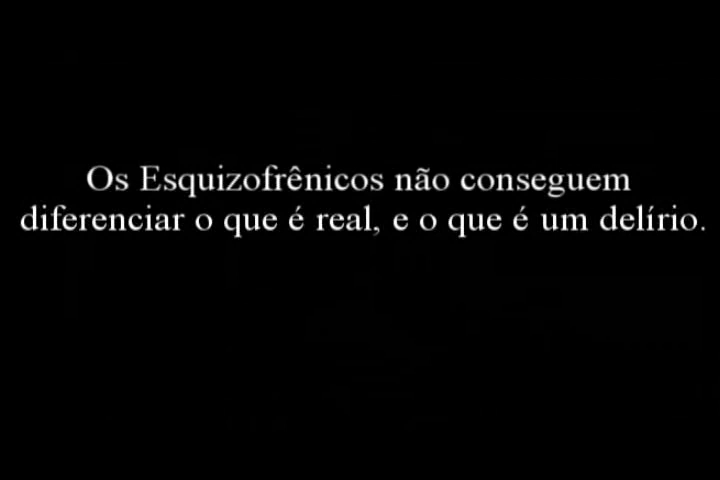 Os Esquizofrênicos não conseguem
diferenciar o que é real, e o que é um delírio.